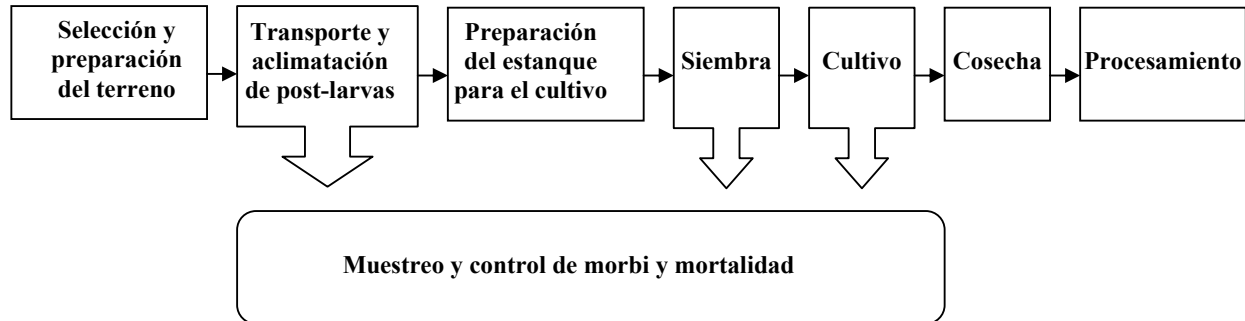 Selección y
preparación
del terreno
Transporte y
aclimatación
de post-larvas
Preparación
del estanque
para el cultivo
Siembra
Cultivo
Cosecha
Procesamiento
Muestreo y control de morbi y mortalidad